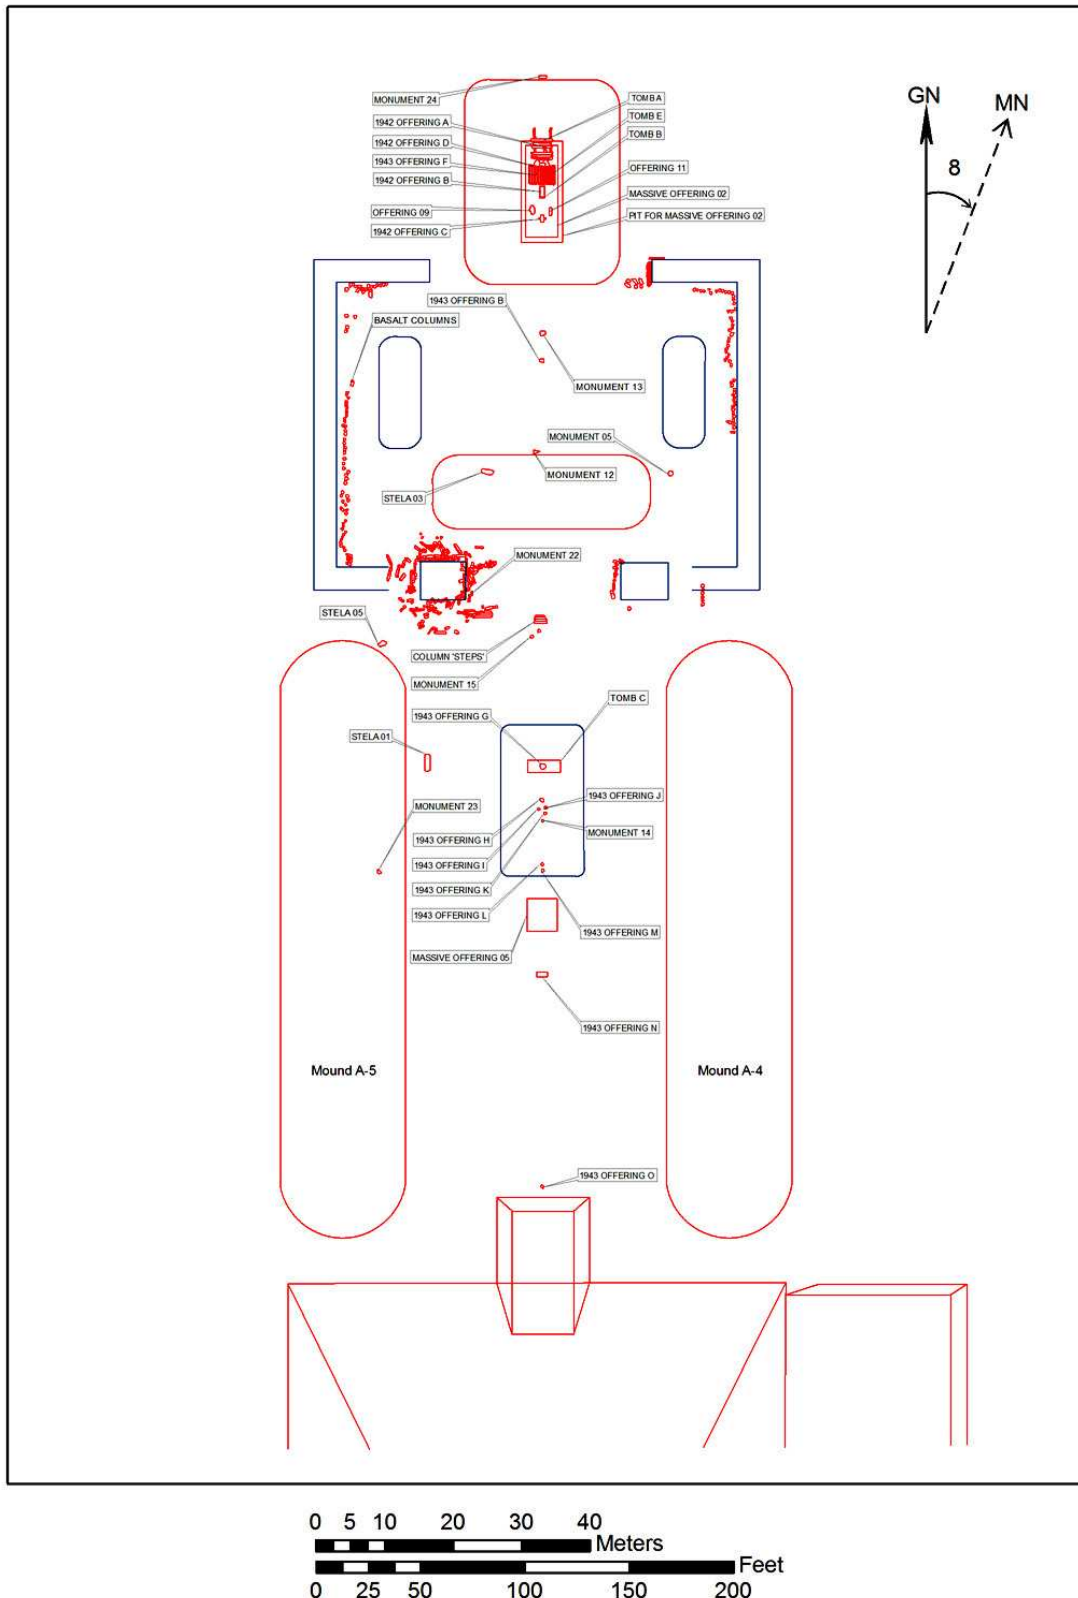 GN
MN
8
MONUMENT 24
TOMB A
1942 OFFERING A
TOMB E
1942 OFFERING D
TOMB B
1943 OFFERING F
OFFERING 11
1942 OFFERING B
MASSIVE OFFERING 02
OFFERING 09
PIT FOR MASSIVE OFFERING 02
1942 OFFERING C
1943 OFFERING B
BASALT COLUMNS
MONUMENT 13
MONUMENT 05
MONUMENT 12
STELA 03
MONUMENT 22
STELA 05
COLUMN 'STEPS'
MONUMENT 15
TOMB C
1943 OFFERING G
STELA 01
1943 OFFERING J
MONUMENT 23
MONUMENT 14
1943 OFFERING H
1943 OFFERING I
1943 OFFERING K
1943 OFFERING L
1943 OFFERING M
MASSIVE OFFERING 05
1943 OFFERING N
Mound A-5
Mound A-4
1943 OFFERING O
0 5 10 20 30 40
Meters
Feet
0 25 50 100 150 200